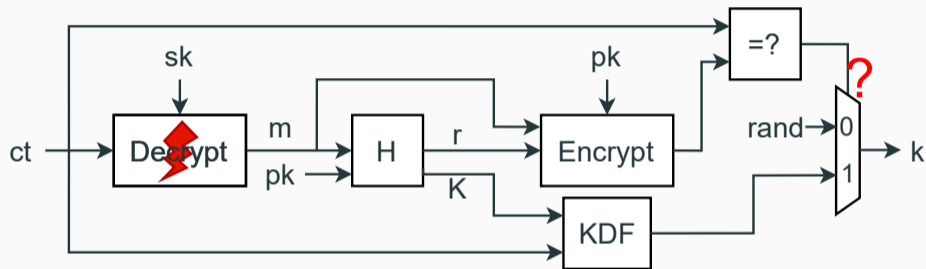 =?
sk
pk
?
rand
0
ct
Decrypt
m
H
r
Encrypt
k
pk
K
1
KDF